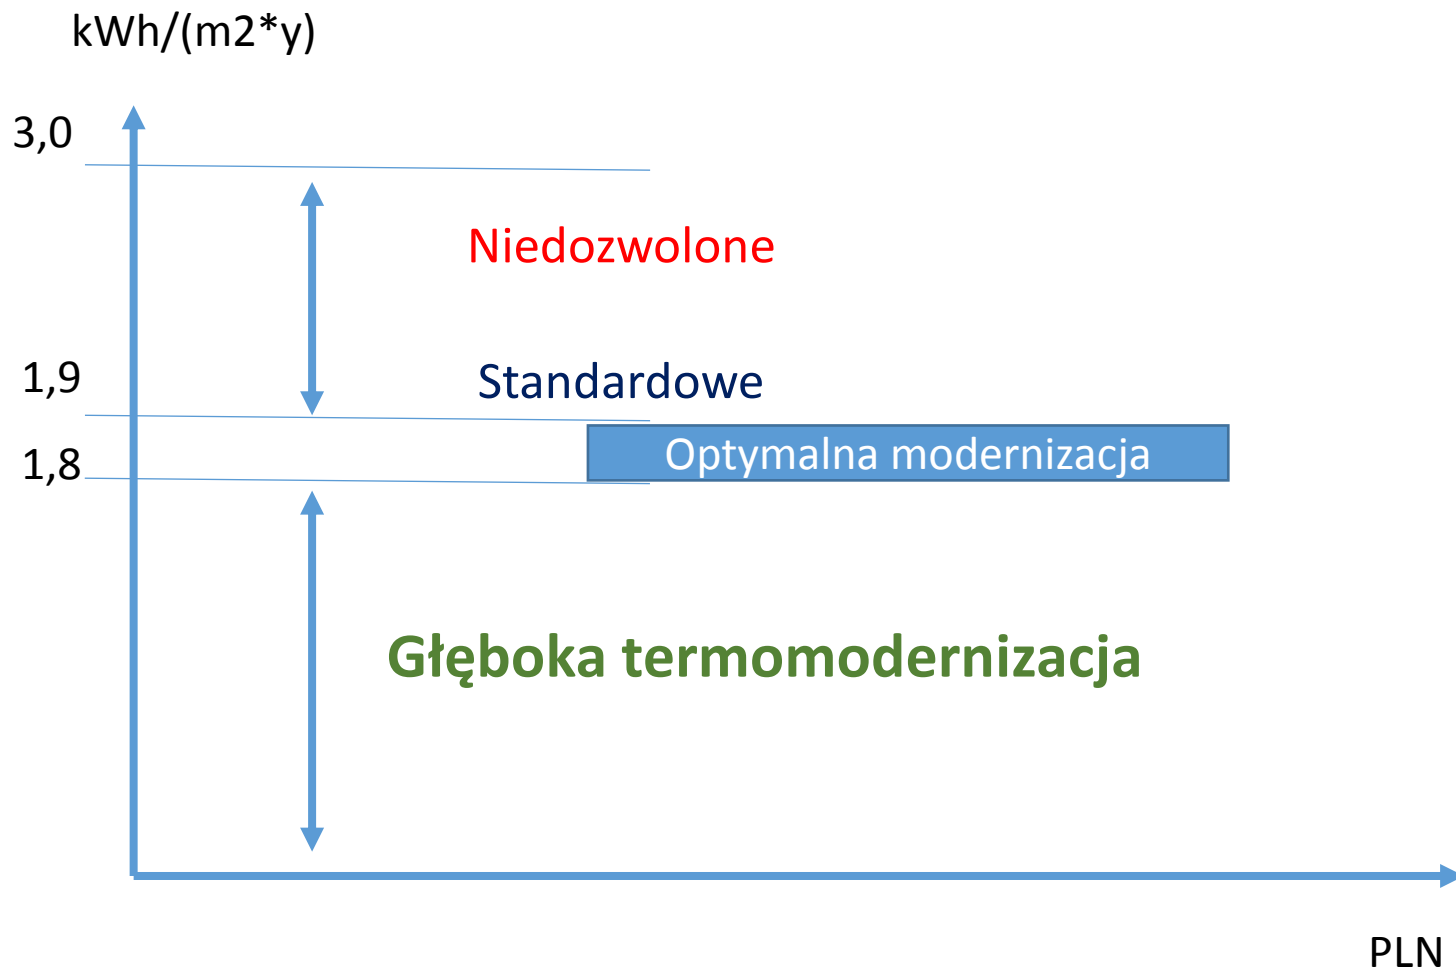 kWh/(m2*y)
3,0
Niedozwolone
1,9
Standardowe
Optymalna modernizacja
1,8
Głęboka termomodernizacja
PLN